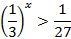 (1/3)^x > 1/27